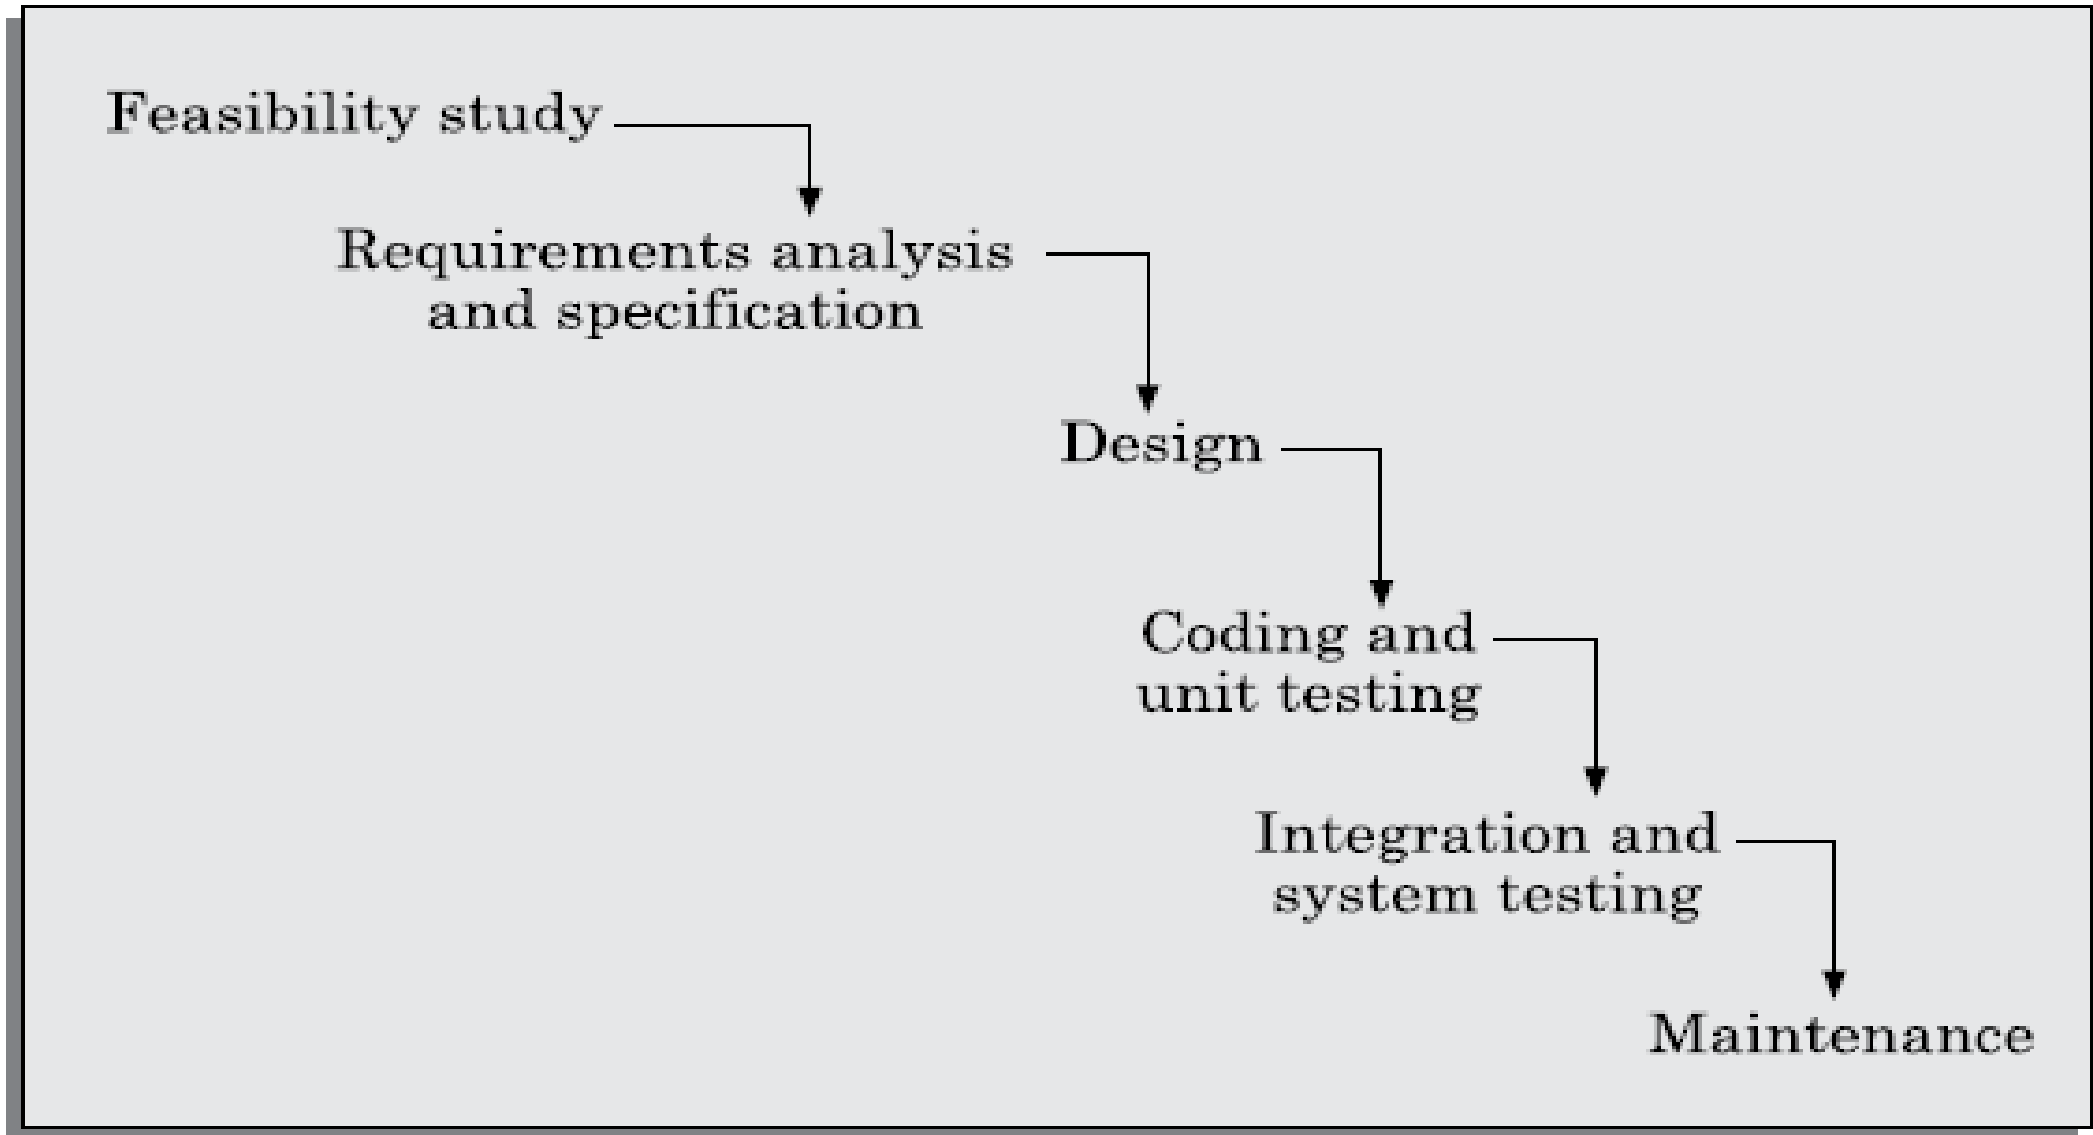 Feasibility study
Requirements analysis
and specification
Design
Coding and
unit testing
Integration and
system testing
Maintenance